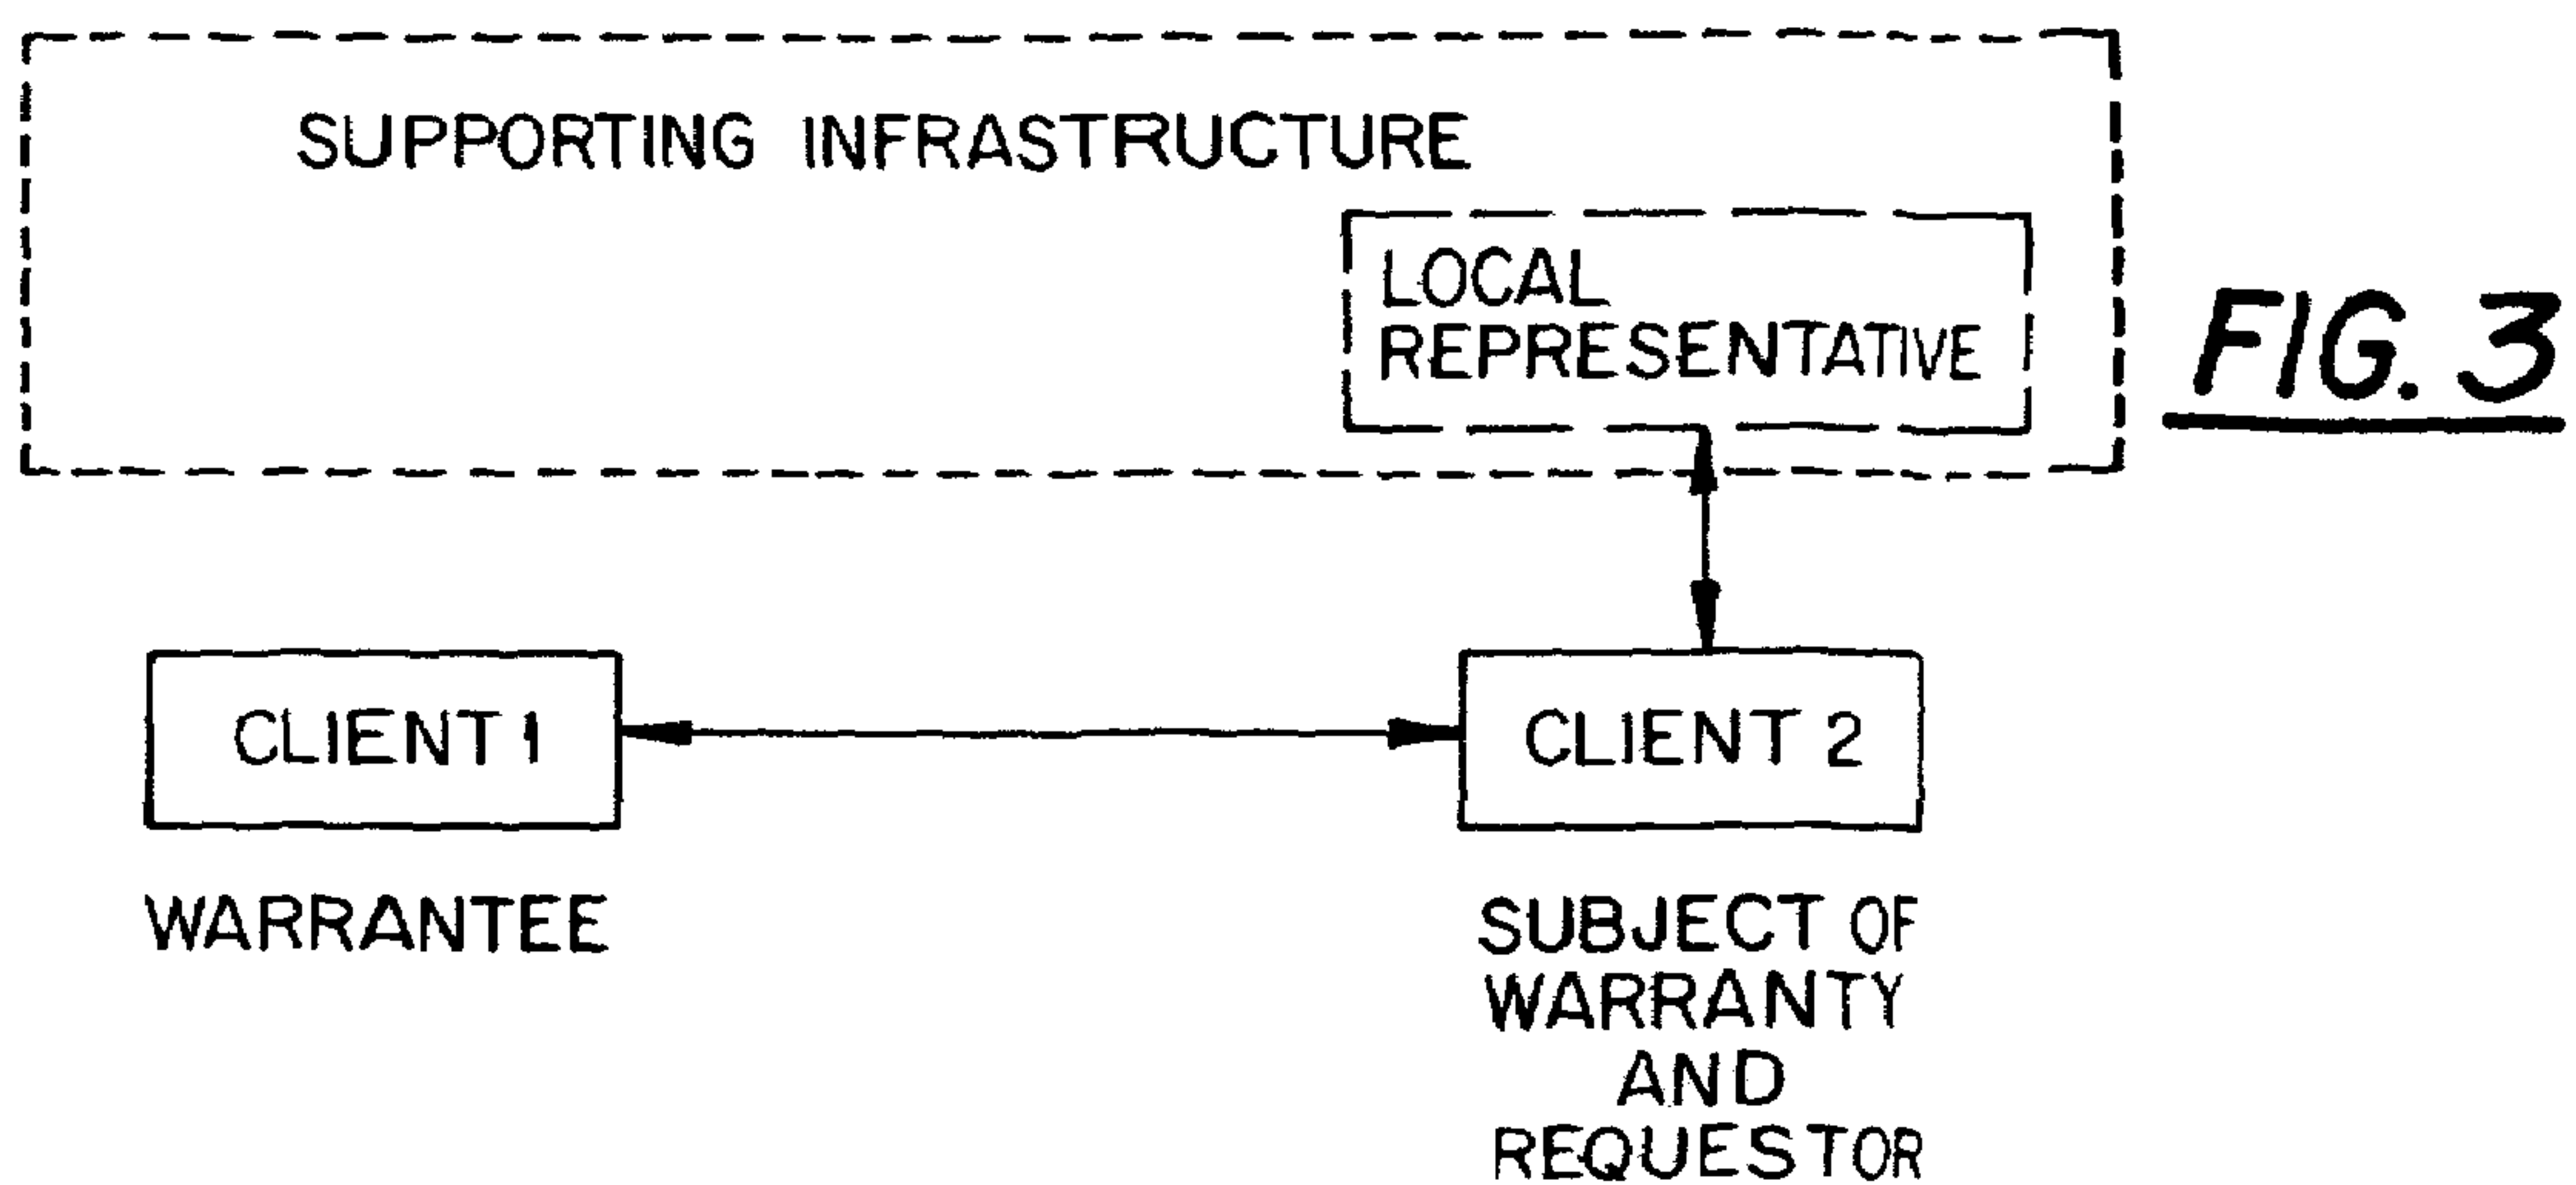 SUPPORTING INFRASTRUCTURE
LOCAL
REPRESENTATIVE
FIG. 3
CLIENT 1
CLIENT 2
WARRANTEE
SUBJECT OF
WARRANTY
AND
REQUESTOR